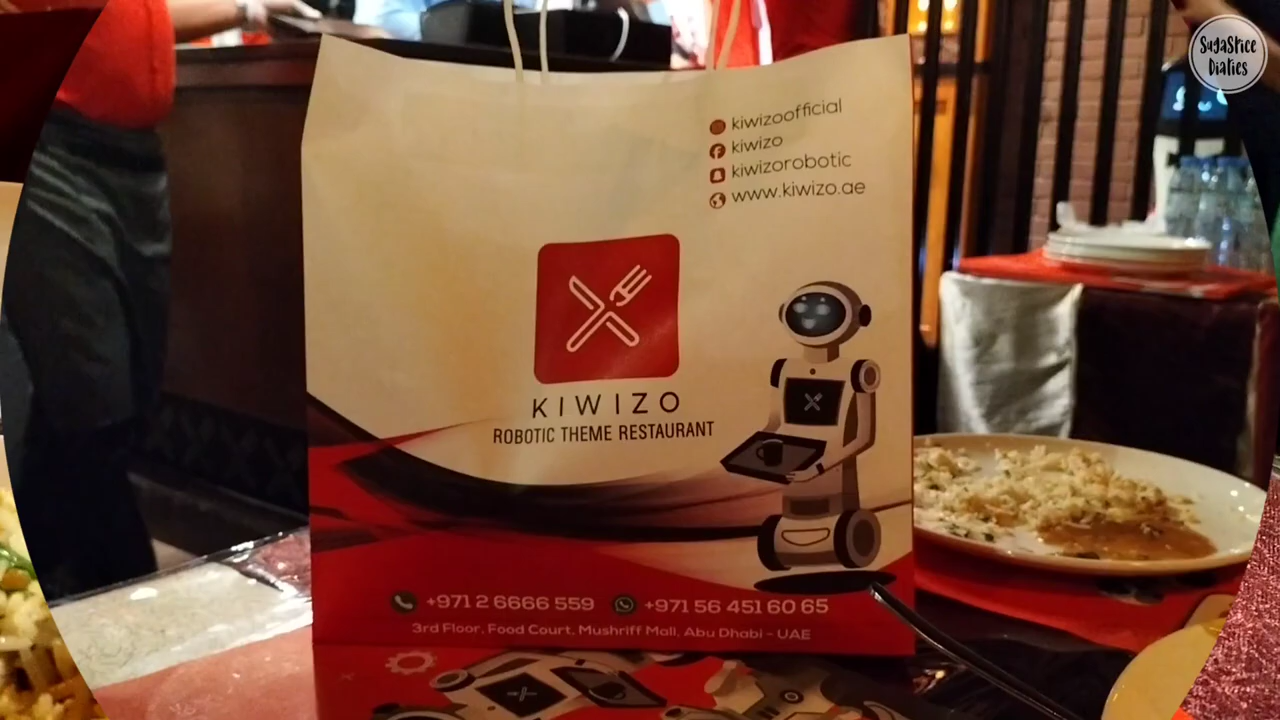 SugaSpice
Diaries
kiwizoofficial
kiwizo
kiwizorobotic
www.kiwizo.ae
KIWIZO
ROBOTIC THEME RESTAURANT
+971 2 6666 559 +971 56 451 60 65
3rd Floor, Food Court, Mushriff Mall, Abu Dhabi - UAE